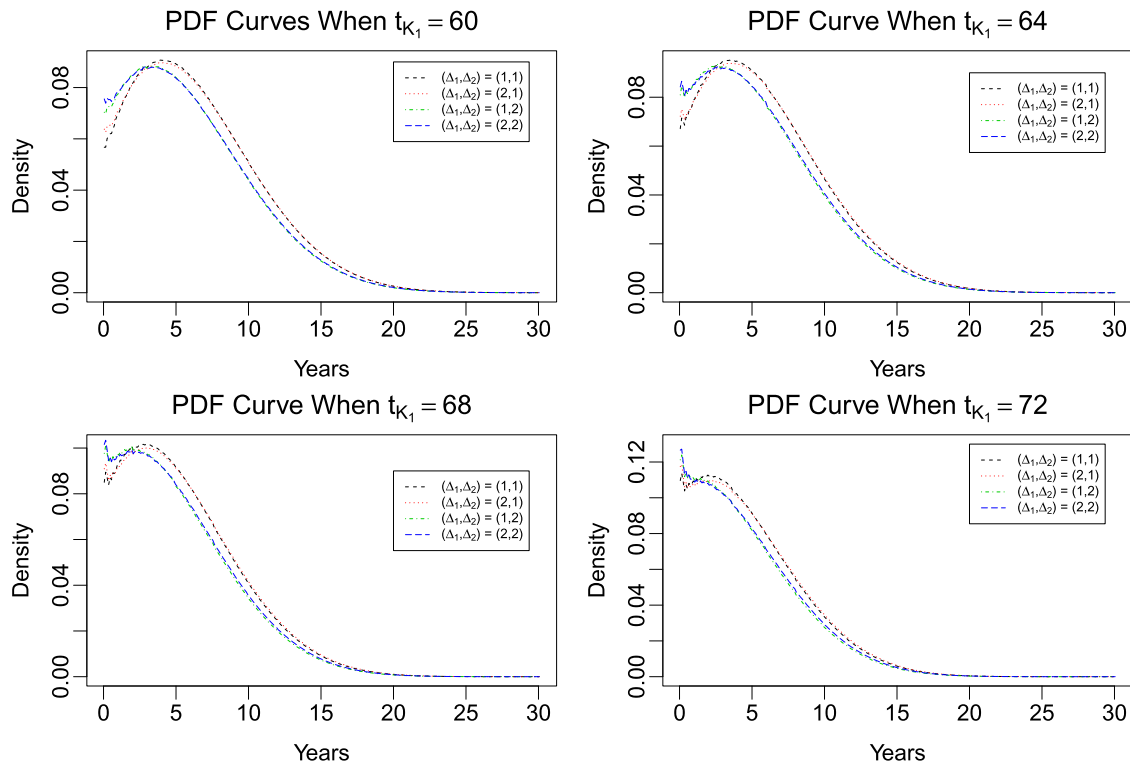 PDF Curves When t_{K_1} = 60
Density
0.00
0.04
0.08
(Δ₁,Δ₂) = (1,1)
(Δ₁,Δ₂) = (2,1)
(Δ₁,Δ₂) = (1,2)
(Δ₁,Δ₂) = (2,2)
0 5 10 15 20 25 30
Years
PDF Curve When t_{K_1} = 64
Density
0.00
0.04
0.08
(Δ₁,Δ₂) = (1,1)
(Δ₁,Δ₂) = (2,1)
(Δ₁,Δ₂) = (1,2)
(Δ₁,Δ₂) = (2,2)
0 5 10 15 20 25 30
Years
PDF Curve When t_{K_1} = 68
Density
0.00
0.04
0.08
(Δ₁,Δ₂) = (1,1)
(Δ₁,Δ₂) = (2,1)
(Δ₁,Δ₂) = (1,2)
(Δ₁,Δ₂) = (2,2)
0 5 10 15 20 25 30
Years
PDF Curve When t_{K_1} = 72
Density
0.00
0.04
0.08
0.12
(Δ₁,Δ₂) = (1,1)
(Δ₁,Δ₂) = (2,1)
(Δ₁,Δ₂) = (1,2)
(Δ₁,Δ₂) = (2,2)
0 5 10 15 20 25 30
Years